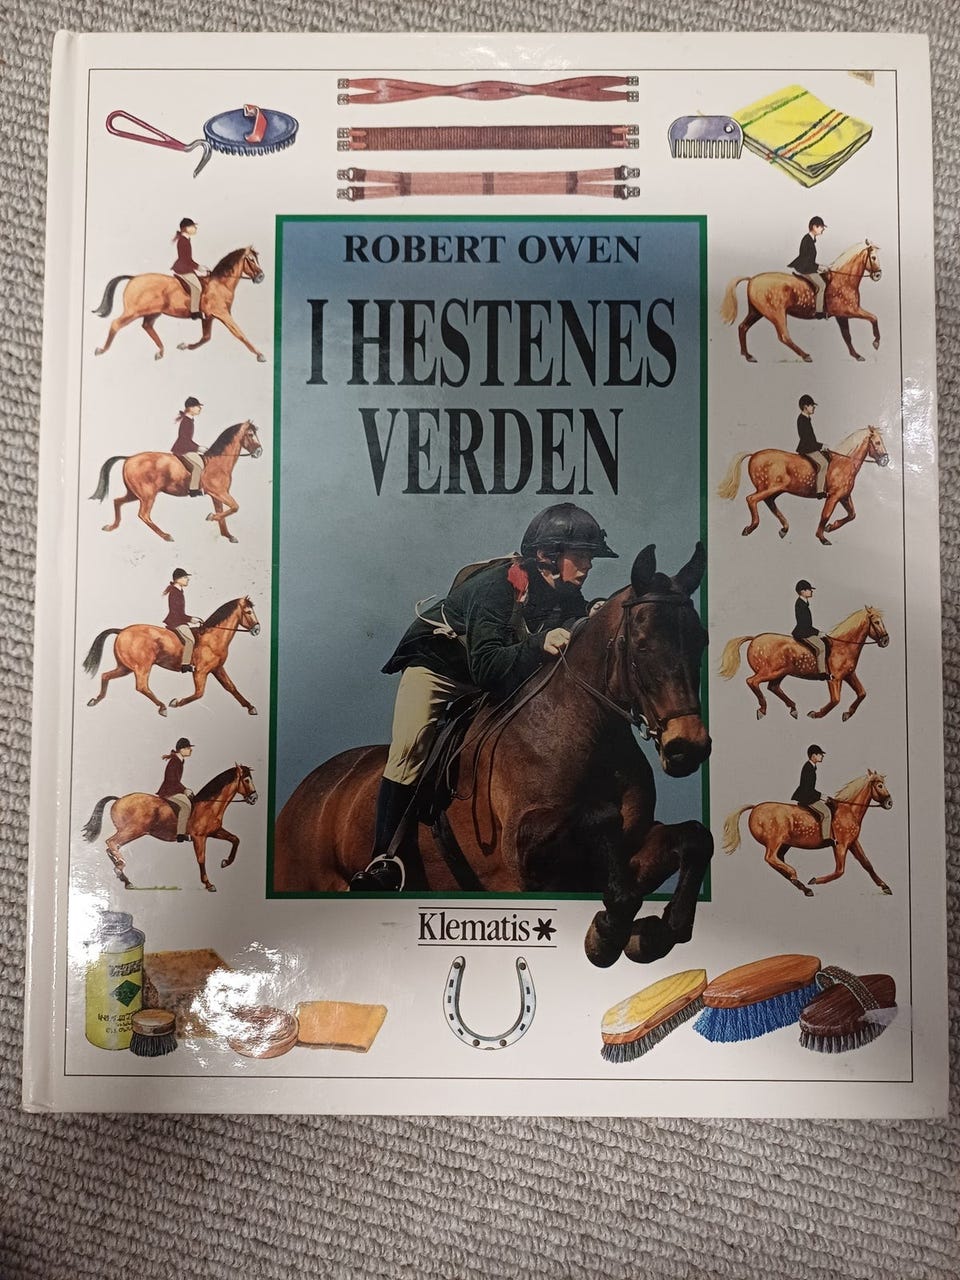 ROBERT OWEN
I HESTENES
VERDEN
Klematis